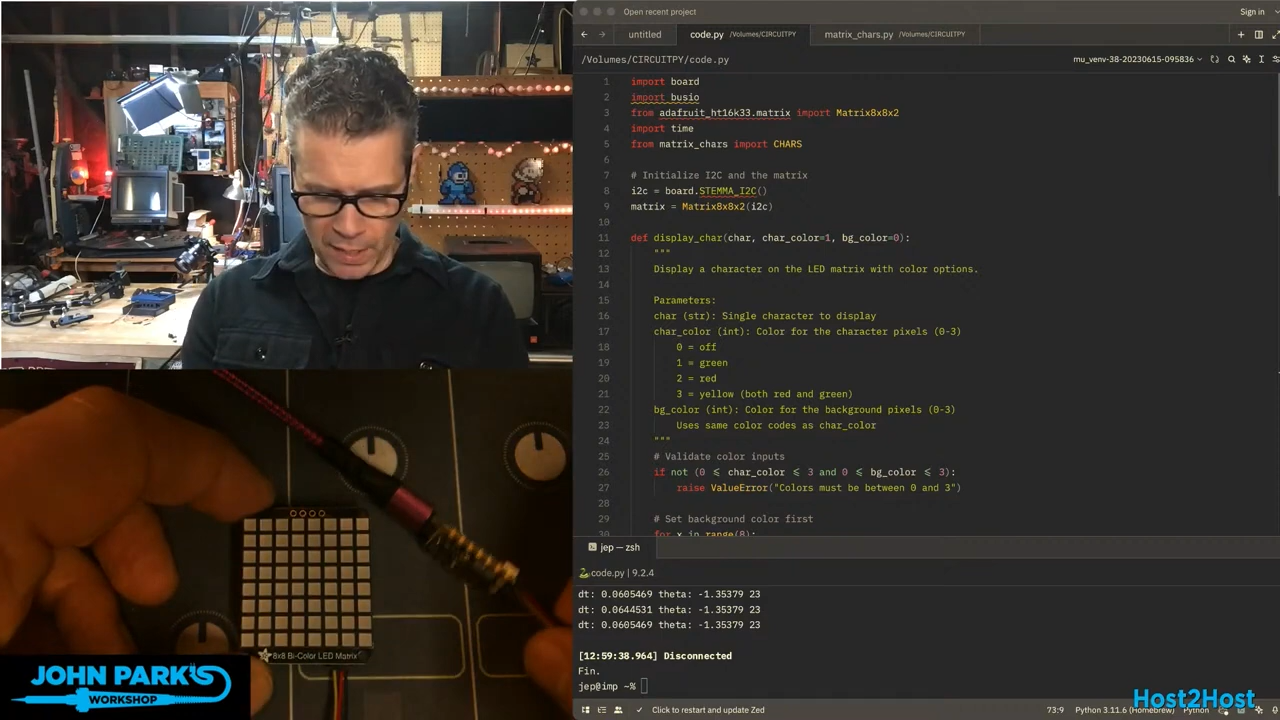 Open recent project
Sign in
untitled
code.py /Volumes/CIRCUITPY
matrix_chars.py /Volumes/CIRCUITPY
/Volumes/CIRCUITPY/code.py
mu_venv-38-20230615-095836
1 import board
2 import busio
3 from adafruit_ht16k33.matrix import Matrix8x8x2
4 import time
5 from matrix_chars import CHARS
6
7 # Initialize I2C and the matrix
8 i2c = board.STEMMA_I2C()
9 matrix = Matrix8x8x2(i2c)
10
11 def display_char(char, char_color=1, bg_color=0):
12 """
13 Display a character on the LED matrix with color options.
14
15 Parameters:
16 char (str): Single character to display
17 char_color (int): Color for the character pixels (0-3)
18 0 = off
19 1 = green
20 2 = red
21 3 = yellow (both red and green)
22 bg_color (int): Color for the background pixels (0-3)
23 Uses same color codes as char_color
24 """
25 # Validate color inputs
26 if not (0 ≤ char_color ≤ 3 and 0 ≤ bg_color ≤ 3):
27 raise ValueError("Colors must be between 0 and 3")
28
29 # Set background color first
30 for x in range(8):
jep — zsh
code.py | 9.2.4
dt: 0.0605469 theta: -1.35379 23
dt: 0.0644531 theta: -1.35379 23
dt: 0.0605469 theta: -1.35379 23
[12:59:38.964] Disconnected
Fin.
jep@imp ~%
Click to restart and update Zed
73:9
Python 3.11.6 (Homebrew)
Python
8x8 Bi-Color LED Matrix
JOHN PARK'S
WORKSHOP
Host2Host